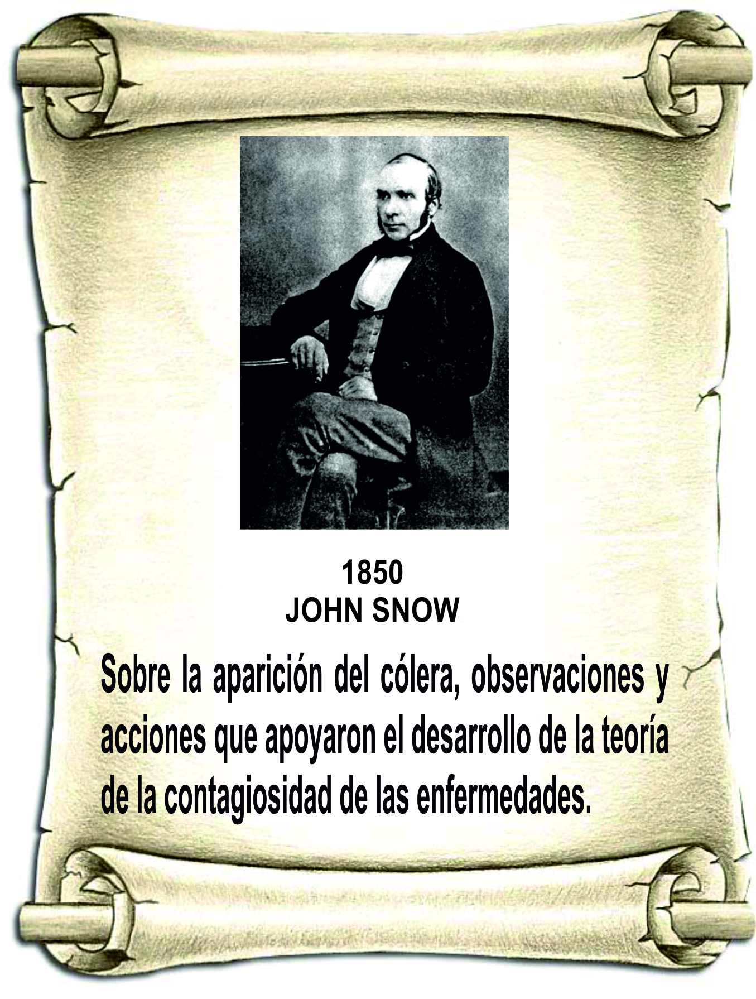 1850
JOHN SNOW
Sobre la aparición del cólera, observaciones y
acciones que apoyaron el desarrollo de la teoría
de la contagiosidad de las enfermedades.